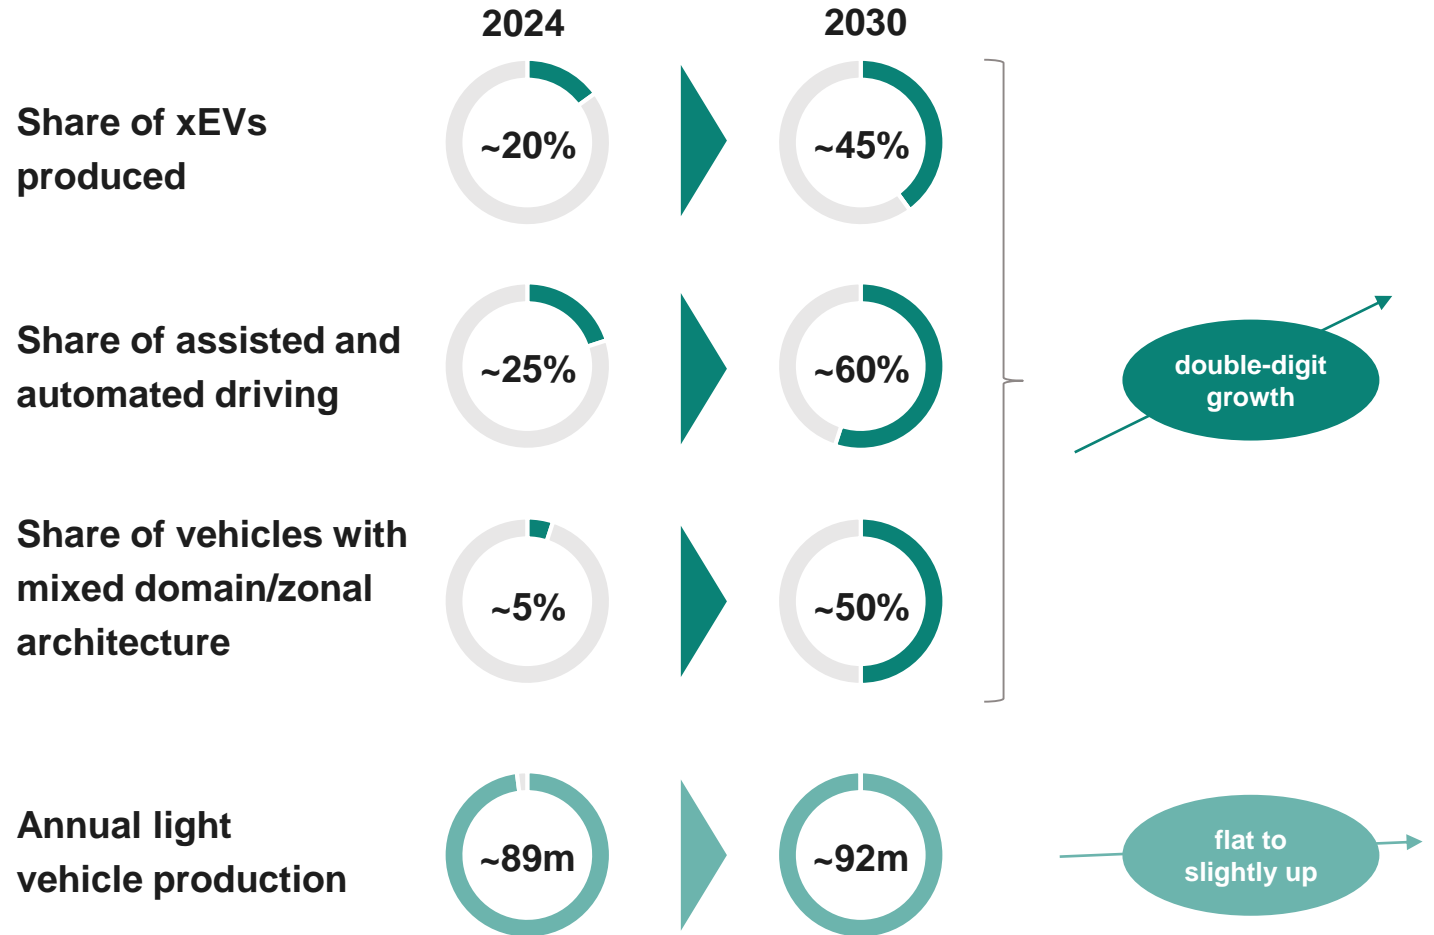 2024
2030
Share of xEVs
produced
~20%
~45%
Share of assisted and
automated driving
~25%
~60%
double-digit
growth
Share of vehicles with
mixed domain/zonal
architecture
~5%
~50%
Annual light
vehicle production
~89m
~92m
flat to
slightly up